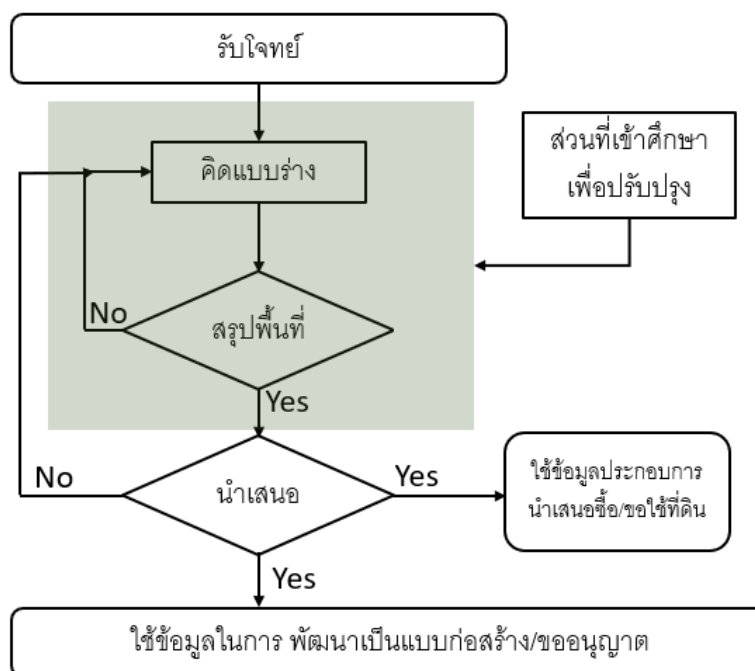 รับโจทย์
คิดแบบร่าง
ส่วนที่เข้าศึกษา
เพื่อปรับปรุง
No
สรุปพื้นที่
Yes
No
นำเสนอ
Yes
ใช้ข้อมูลประกอบการ
นำเสนอซื้อ/ขอใช้ที่ดิน
Yes
ใช้ข้อมูลในการ พัฒนาเป็นแบบก่อสร้าง/ขออนุญาต